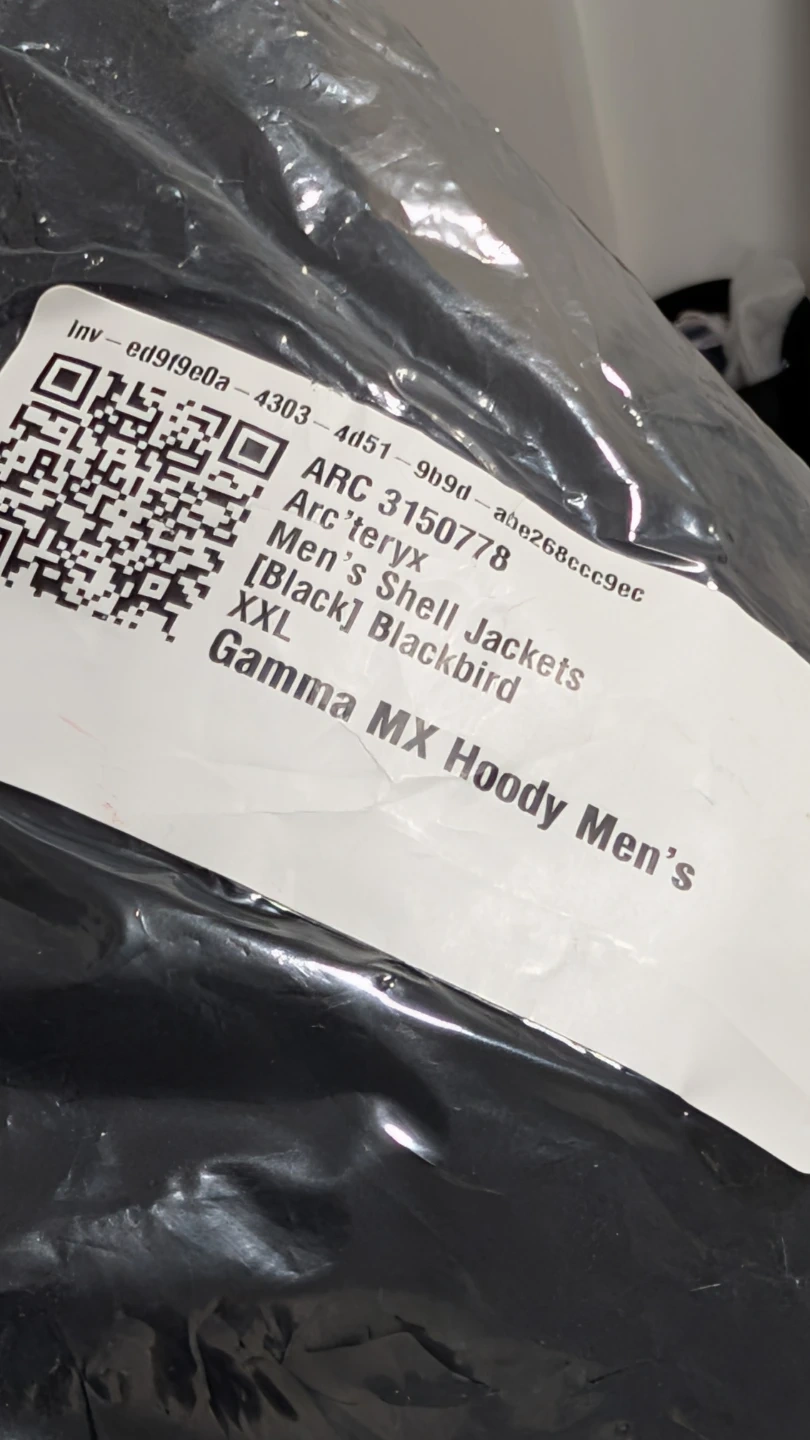 inv-ed9f9e0a-4303-4d51-9b9d-abe268ccc9ec
ARC 3150778
Arc'teryx
Men's Shell Jackets
[Black] Blackbird
XXL
Gamma MX Hoody Men's